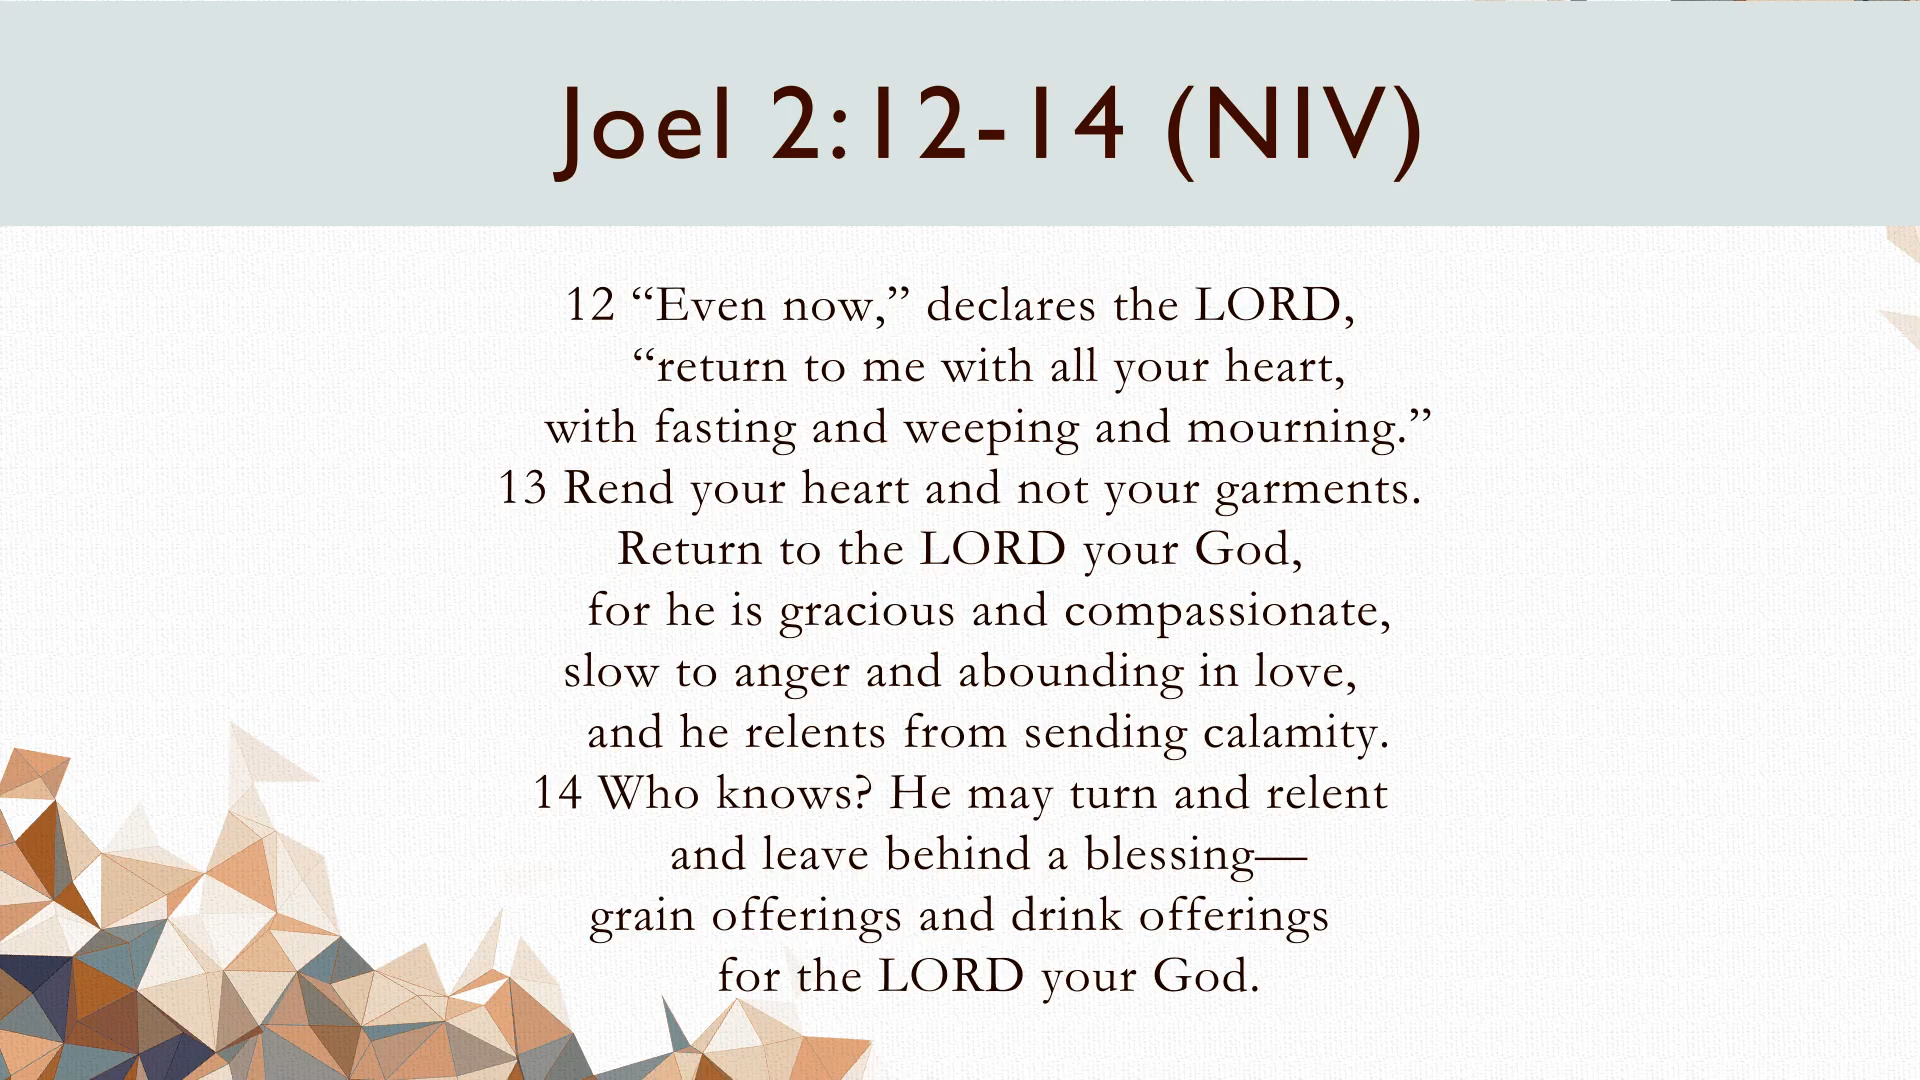 Joel 2:12-14 (NIV)
12 “Even now,” declares the LORD,
“return to me with all your heart,
with fasting and weeping and mourning.”
13 Rend your heart and not your garments.
Return to the LORD your God,
for he is gracious and compassionate,
slow to anger and abounding in love,
and he relents from sending calamity.
14 Who knows? He may turn and relent
and leave behind a blessing—
grain offerings and drink offerings
for the LORD your God.